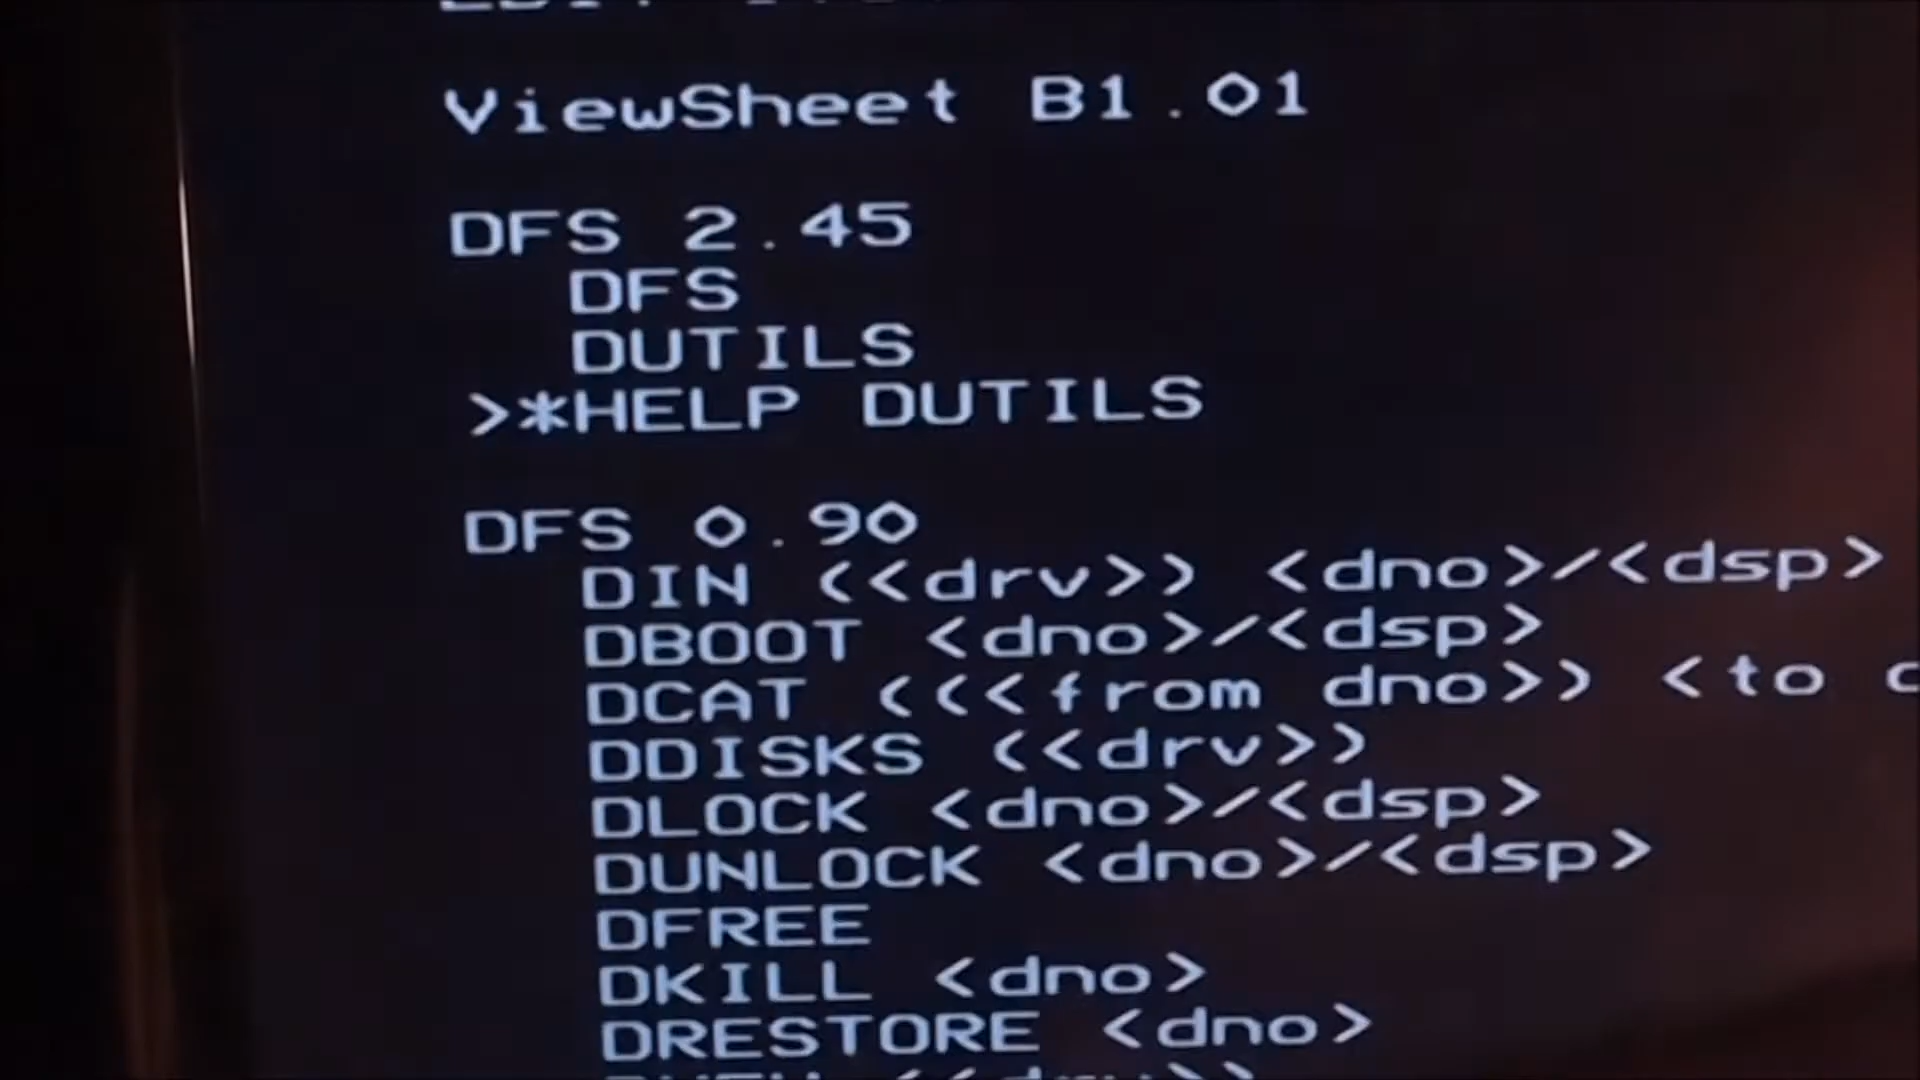 ViewSheet B1.01
DFS 2.45
DFS
DUTILS
>*HELP DUTILS
DFS 0.90
DIN (<drv>) <dno>/<dsp>
DBOOT <dno>/<dsp>
DCAT ((<from dno>) <to
DDISKS (<drv>)
DLOCK <dno>/<dsp>
DUNLOCK <dno>/<dsp>
DFREE
DKILL <dno>
DRESTORE <dno>